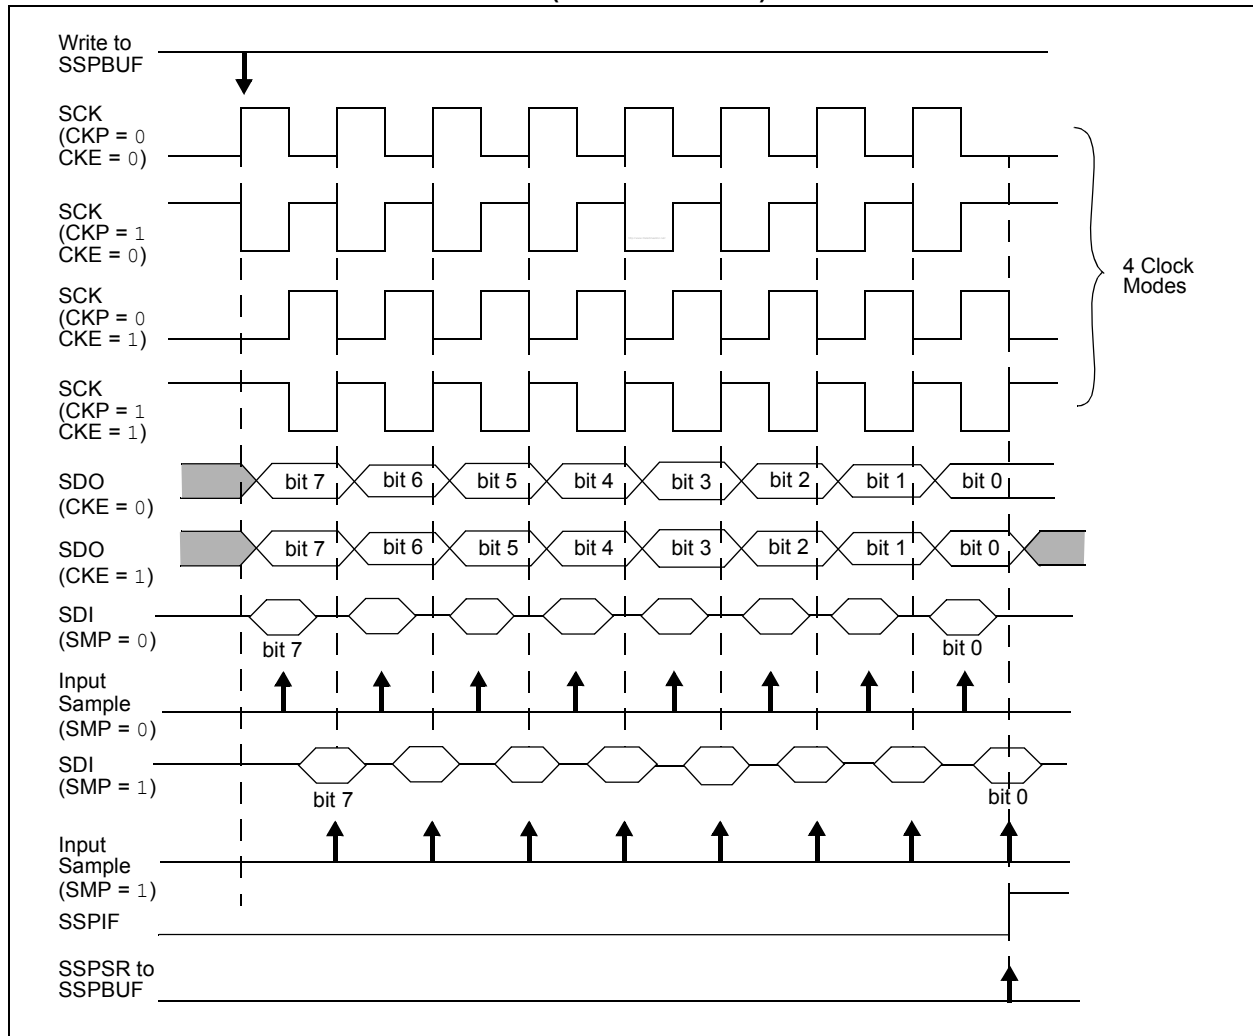 Write to
SSPBUF
SCK
(CKP = 0
CKE = 0)
SCK
(CKP = 1
CKE = 0)
4 Clock
Modes
SCK
(CKP = 0
CKE = 1)
SCK
(CKP = 1
CKE = 1)
SDO
(CKE = 0)
bit 7 bit 6 bit 5 bit 4 bit 3 bit 2 bit 1 bit 0
SDO
(CKE = 1)
bit 7 bit 6 bit 5 bit 4 bit 3 bit 2 bit 1 bit 0
SDI
(SMP = 0)
bit 7 bit 0
Input
Sample
(SMP = 0)
SDI
(SMP = 1)
bit 7 bit 0
Input
Sample
(SMP = 1)
SSPIF
SSPSR to
SSPBUF